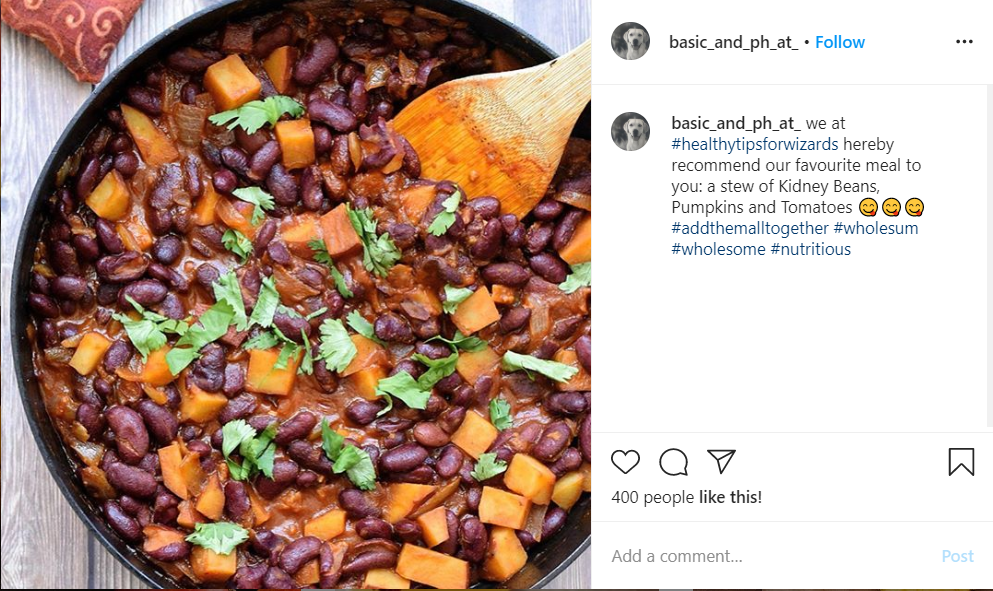 basic_and_ph_at_ • Follow
basic_and_ph_at_ we at
#healthytipsforwizards hereby
recommend our favourite meal to
you: a stew of Kidney Beans,
Pumpkins and Tomatoes 😋😋😋
#addthemalltogether #wholesum
#wholesome #nutritious
400 people like this!
Add a comment... Post